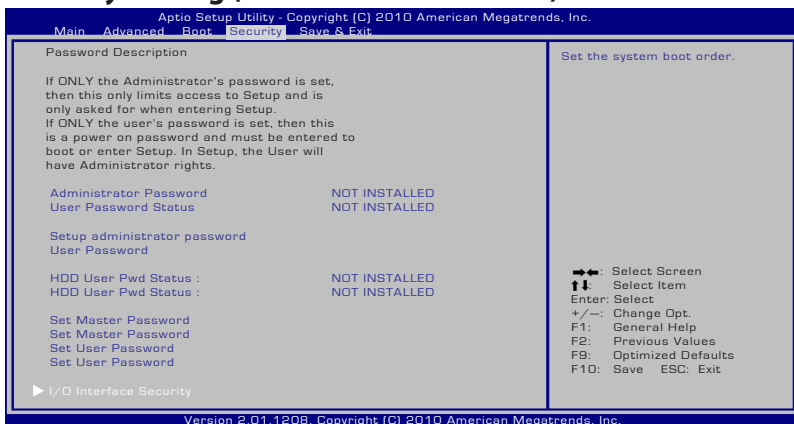 Aptio Setup Utility - Copyright (C) 2010 American Megatrends, Inc.
Main Advanced Boot Security Save & Exit
Password Description
If ONLY the Administrator's password is set,
then this only limits access to Setup and is
only asked for when entering Setup.
If ONLY the user's password is set, then this
is a power on password and must be entered to
boot or enter Setup. In Setup, the User will
have Administrator rights.
Administrator Password NOT INSTALLED
User Password Status NOT INSTALLED
Setup administrator password
User Password
HDD User Pwd Status : NOT INSTALLED
HDD User Pwd Status : NOT INSTALLED
Set Master Password
Set Master Password
Set User Password
Set User Password
I/O Interface Security
Set the system boot order.
→←: Select Screen
↑↓: Select Item
Enter: Select
+/—: Change Opt.
F1: General Help
F2: Previous Values
F9: Optimized Defaults
F10: Save ESC: Exit
Version 2.01.1208. Copyright (C) 2010 American Megatrends, Inc.